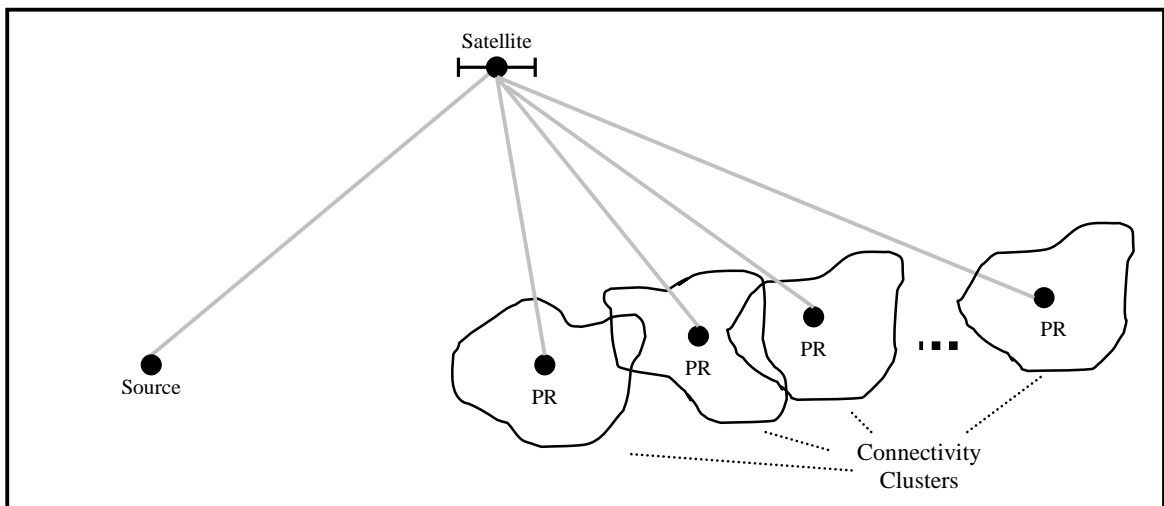 Satellite
Source
PR
PR
PR
PR
Connectivity
Clusters